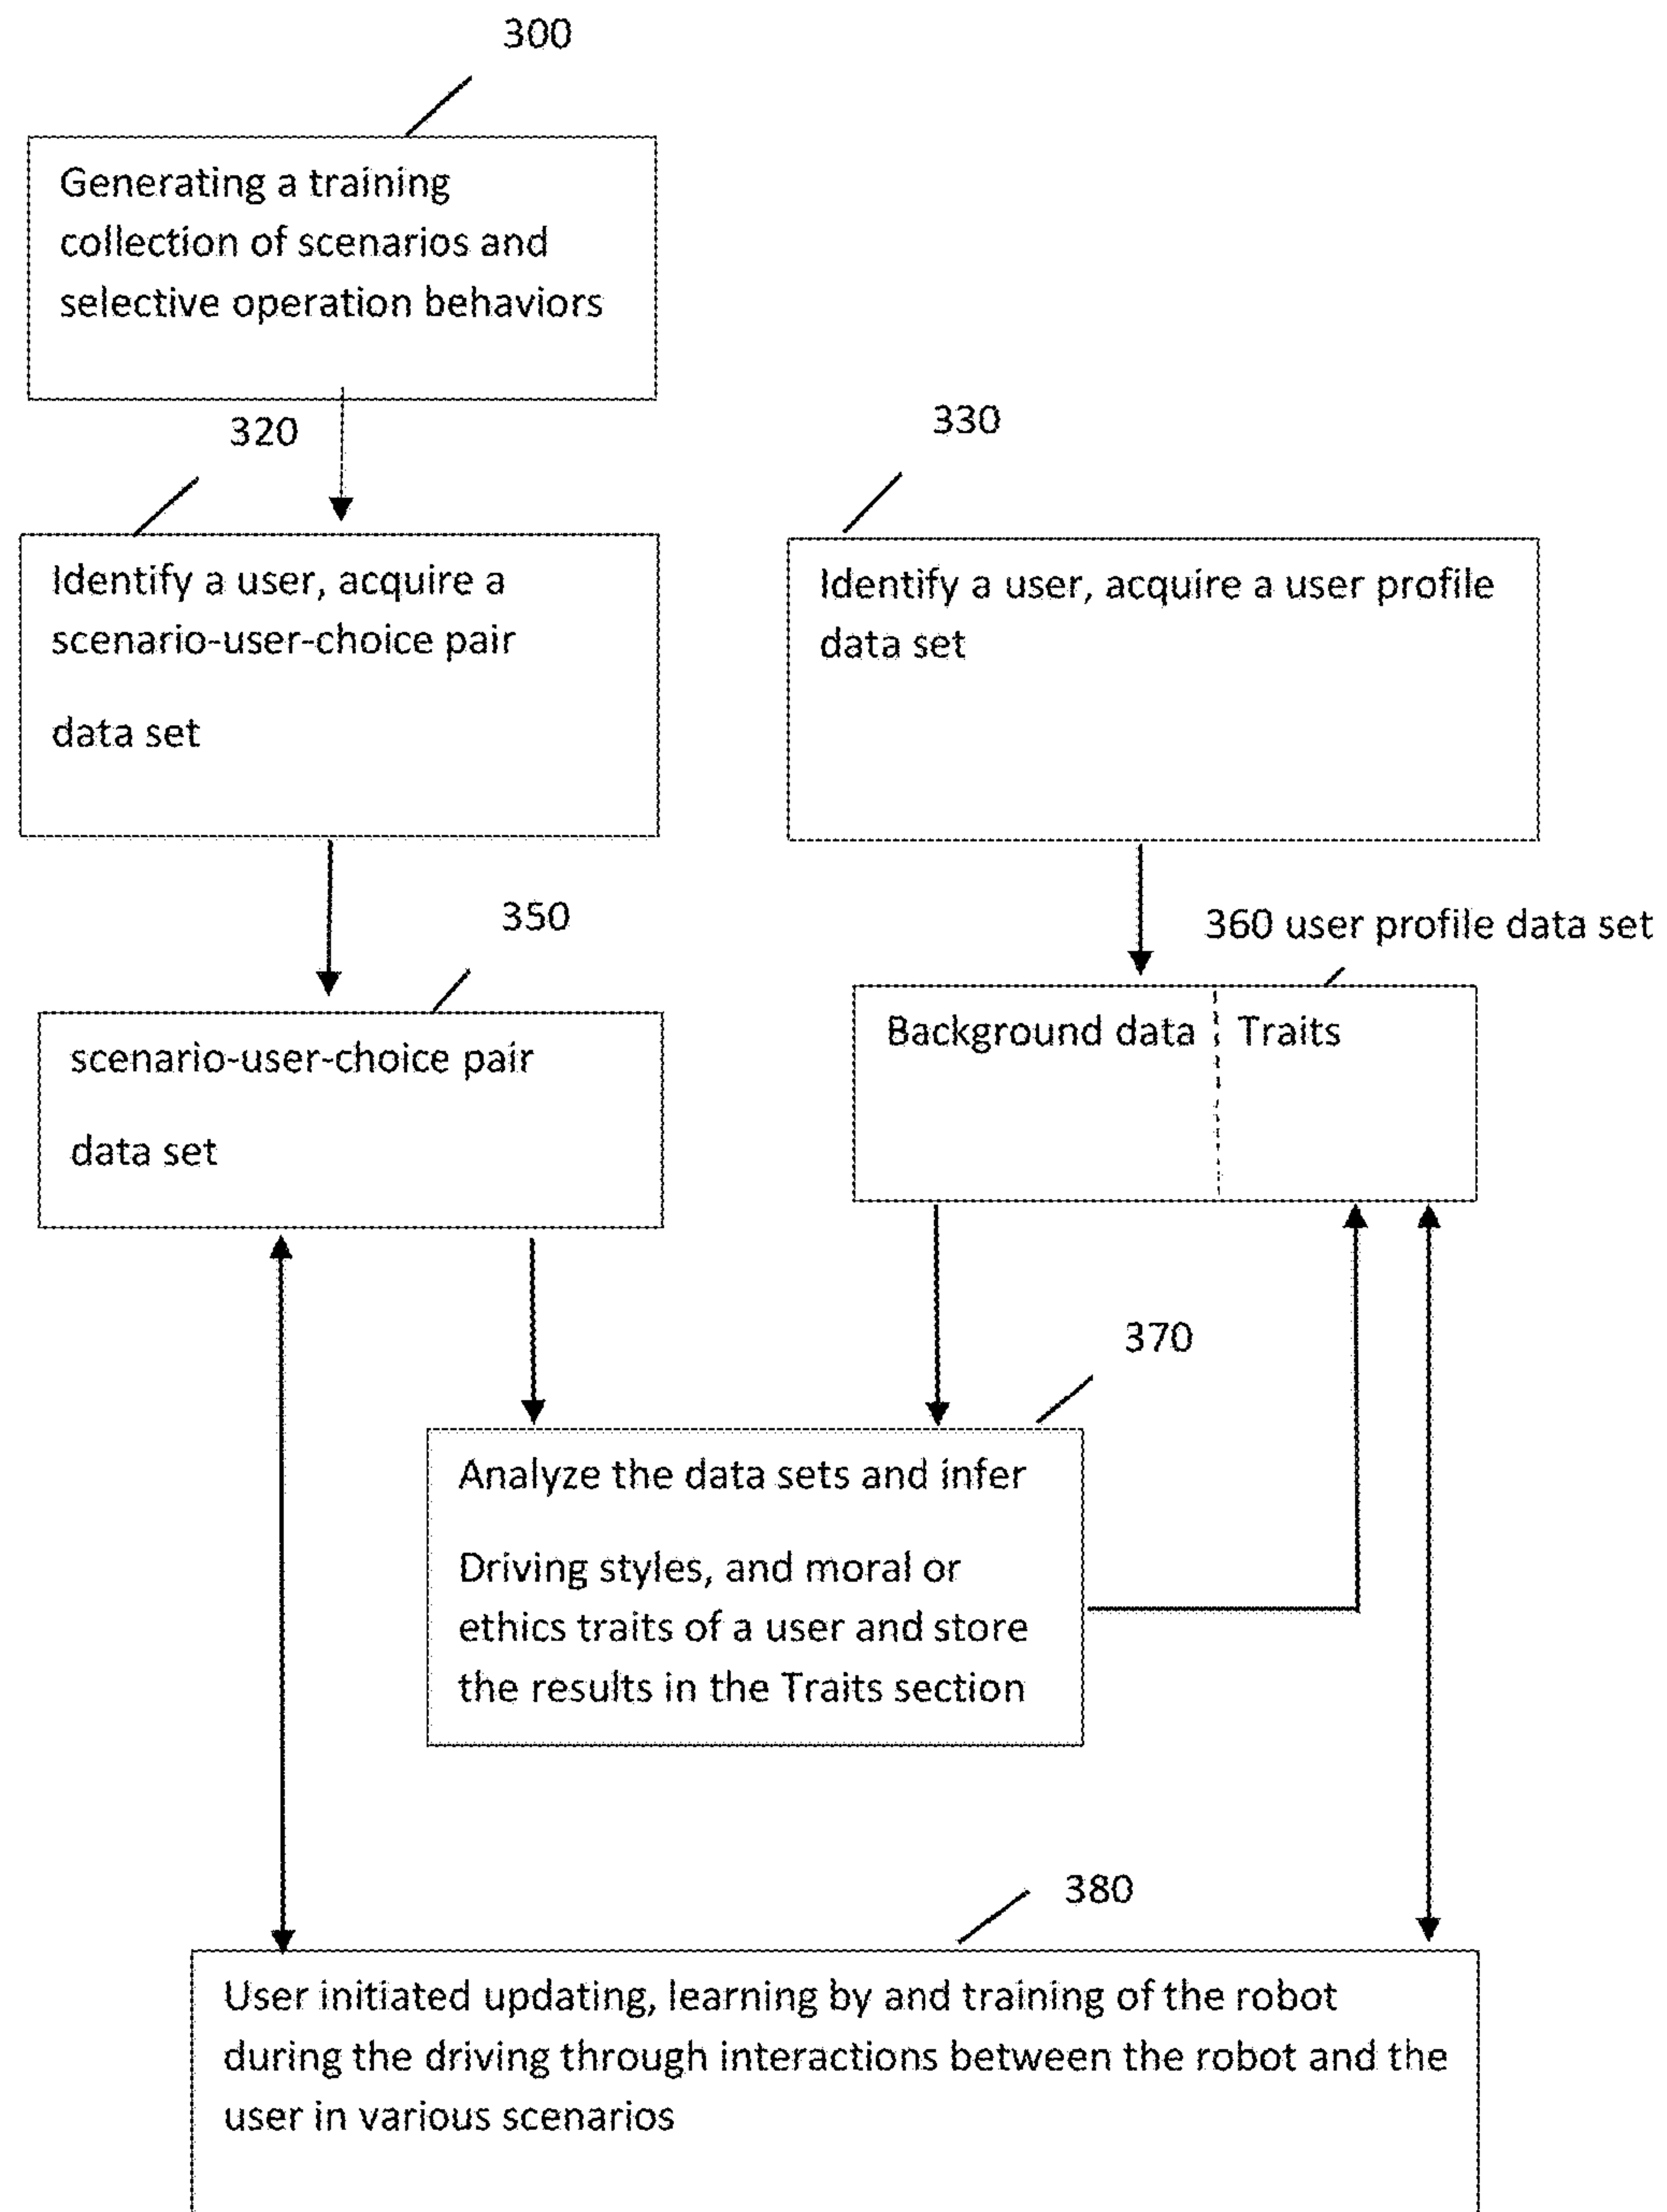 300
Generating a training
collection of scenarios and
selective operation behaviors
320
330
Identify a user, acquire a
scenario-user-choice pair
data set
Identify a user, acquire a user profile
data set
350
360 user profile data set
scenario-user-choice pair
data set
Background data
Traits
370
Analyze the data sets and infer
Driving styles, and moral or
ethics traits of a user and store
the results in the Traits section
380
User initiated updating, learning by and training of the robot
during the driving through interactions between the robot and the
user in various scenarios